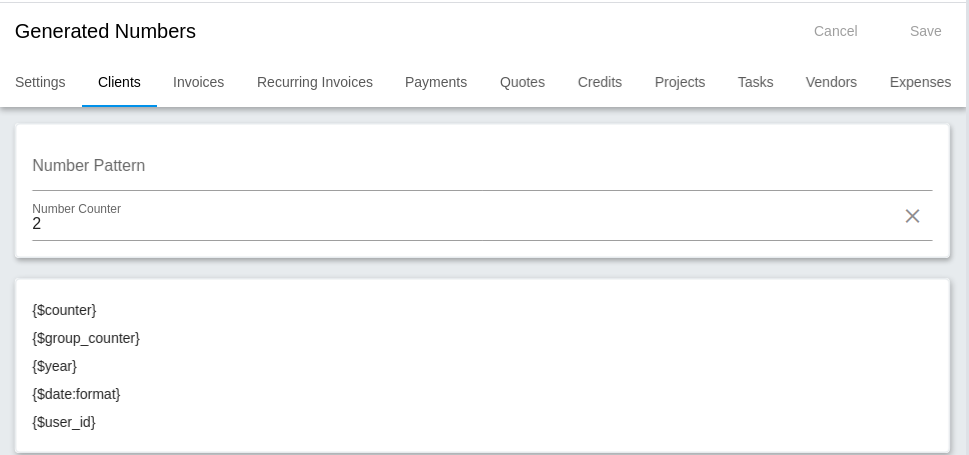 Generated Numbers
Cancel
Save
Settings
Clients
Invoices
Recurring Invoices
Payments
Quotes
Credits
Projects
Tasks
Vendors
Expenses
Number Pattern
Number Counter
2
{$counter}
{$group_counter}
{$year}
{$date:format}
{$user_id}